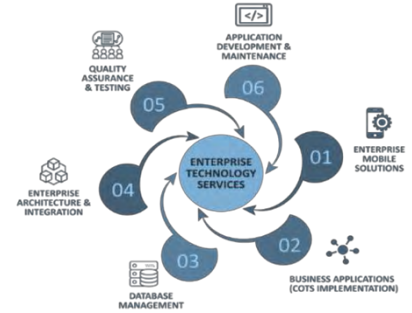 ENTERPRISE
TECHNOLOGY
SERVICES
01
ENTERPRISE
MOBILE
SOLUTIONS
02
BUSINESS APPLICATIONS
(COTS IMPLEMENTATION)
03
DATABASE
MANAGEMENT
04
ENTERPRISE
ARCHITECTURE &
INTEGRATION
05
QUALITY
ASSURANCE
& TESTING
06
</>
APPLICATION
DEVELOPMENT &
MAINTENANCE